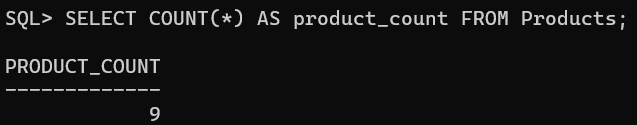 SQL> SELECT COUNT(*) AS product_count FROM Products;
PRODUCT_COUNT
-------------
9